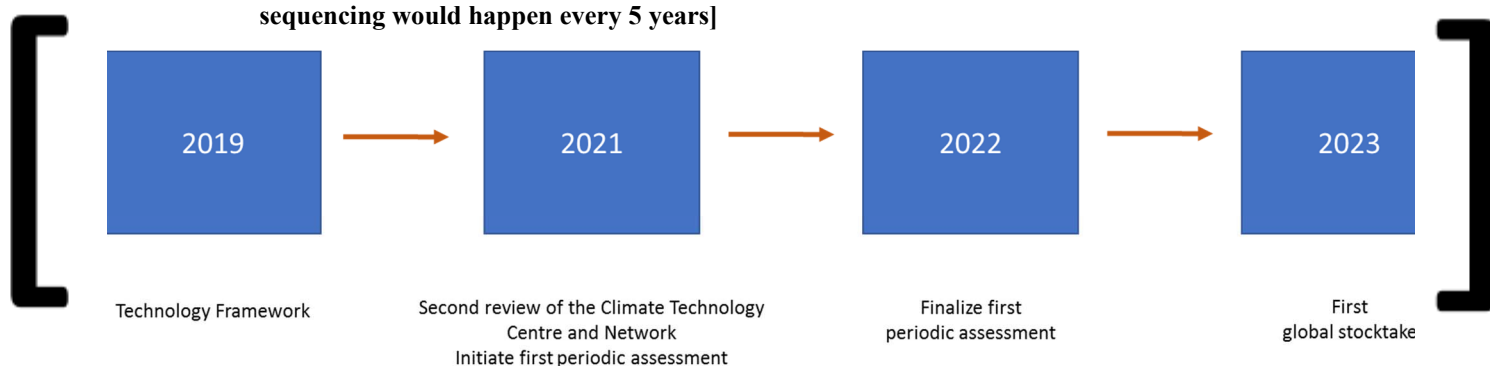 sequencing would happen every 5 years]
2019
2021
2022
2023
Technology Framework
Second review of the Climate Technology
Centre and Network
Initiate first periodic assessment
Finalize first
periodic assessment
First
global stocktake